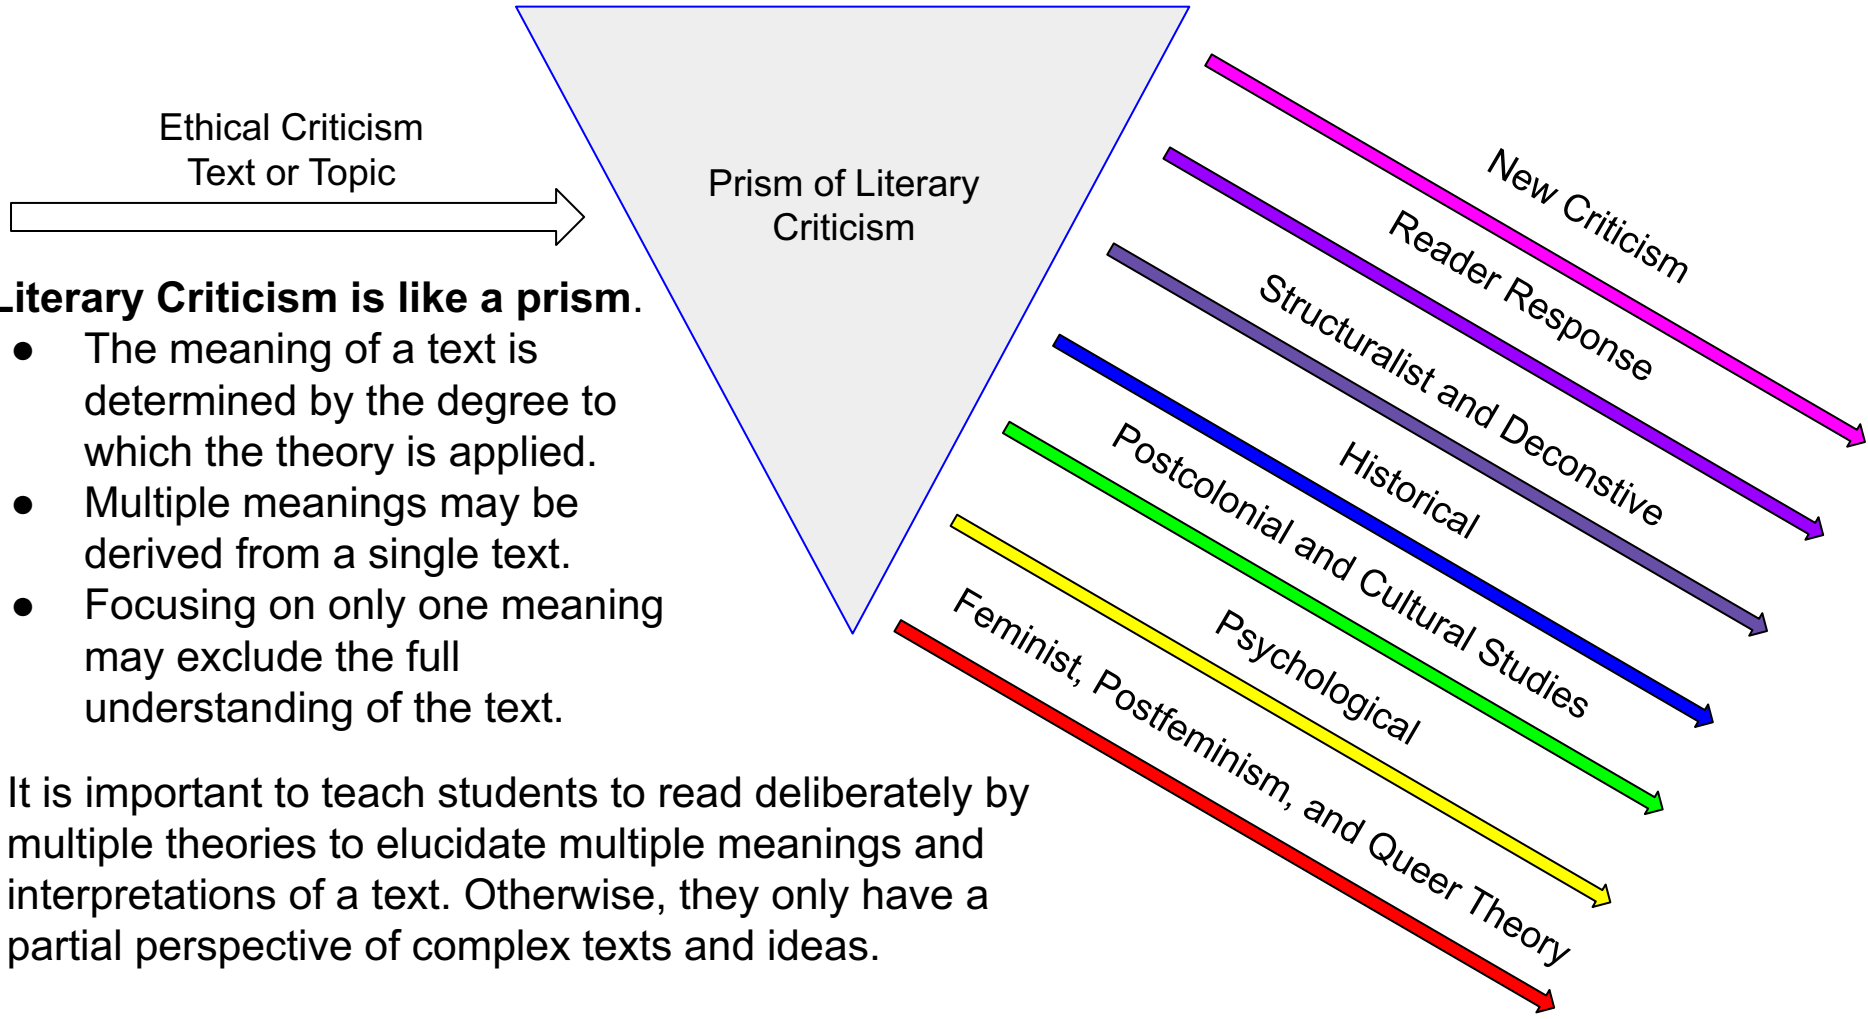 Ethical Criticism
Text or Topic
Prism of Literary
Criticism
Literary Criticism is like a prism.
● The meaning of a text is
determined by the degree to
which the theory is applied.
● Multiple meanings may be
derived from a single text.
● Focusing on only one meaning
may exclude the full
understanding of the text.
It is important to teach students to read deliberately by
multiple theories to elucidate multiple meanings and
interpretations of a text. Otherwise, they only have a
partial perspective of complex texts and ideas.
New Criticism
Reader Response
Structuralist and Deconstive
Historical
Postcolonial and Cultural Studies
Psychological
Feminist, Postfeminism, and Queer Theory